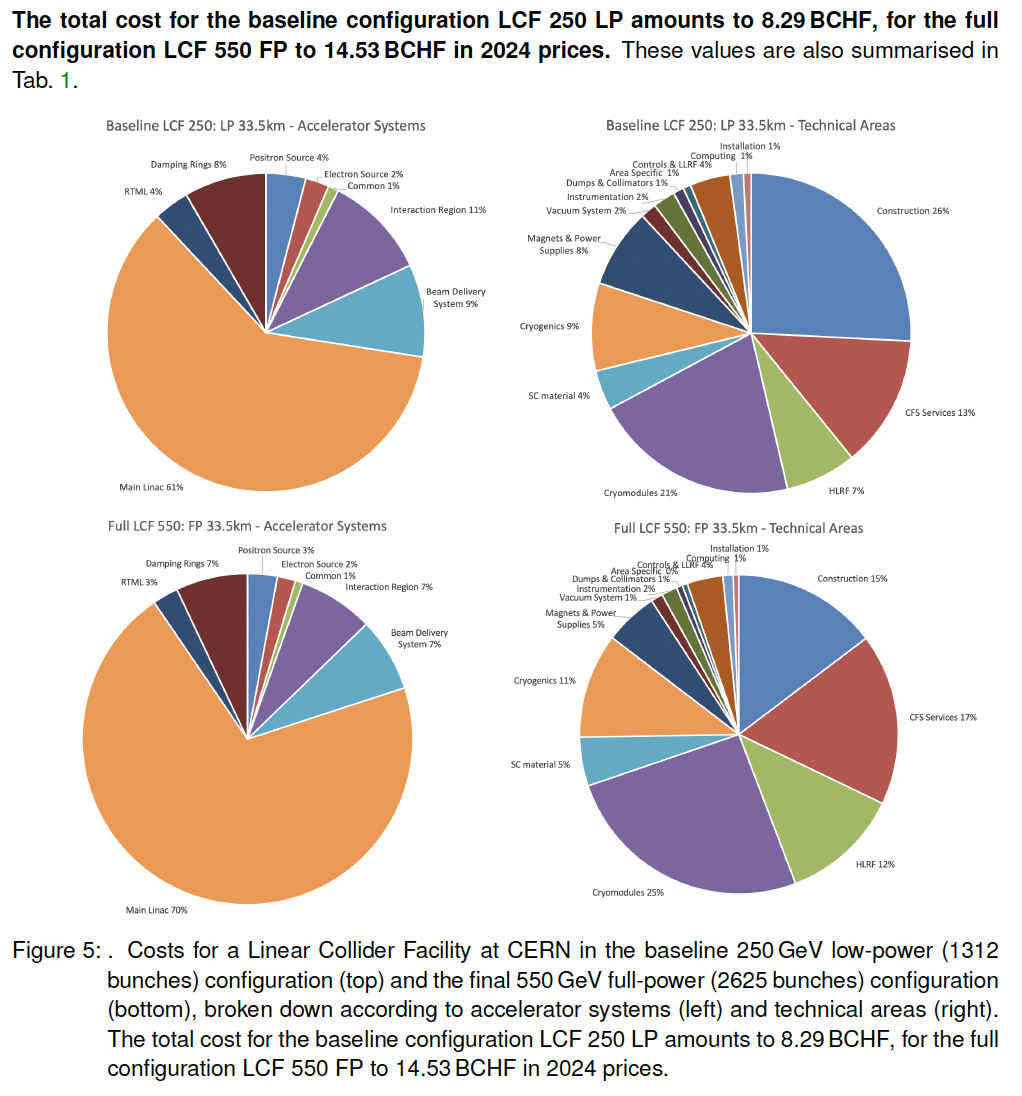 The total cost for the baseline configuration LCF 250 LP amounts to 8.29 BCHF, for the full
configuration LCF 550 FP to 14.53 BCHF in 2024 prices. These values are also summarised in
Tab. 1.
Baseline LCF 250: LP 33.5km - Accelerator Systems
Positron Source 4%
Damping Rings 8%
Electron Source 2%
Common 1%
RTML 4%
Interaction Region 11%
Beam Delivery
System 9%
Main Linac 61%
Baseline LCF 250: LP 33.5km - Technical Areas
Installation 1%
Computing 1%
Controls & LLRF 4%
Area Specific 1%
Dumps & Collimators 1%
Instrumentation 2%
Vacuum System 2%
Construction 26%
Magnets & Power
Supplies 8%
Cryogenics 9%
SC material 4%
CFS Services 13%
Cryomodules 21%
HLRF 7%
Full LCF 550: FP 33.5km - Accelerator Systems
Positron Source 3%
Damping Rings 7%
Electron Source 2%
Common 1%
RTML 3%
Interaction Region 7%
Beam Delivery
System 7%
Main Linac 70%
Full LCF 550: FP 33.5km - Technical Areas
Installation 1%
Computing 1%
Controls & LLRF 4%
Area Specific 0%
Dumps & Collimators 1%
Instrumentation 2%
Vacuum System 1%
Construction 15%
Magnets & Power
Supplies 5%
Cryogenics 11%
CFS Services 17%
SC material 5%
HLRF 12%
Cryomodules 25%
Figure 5: . Costs for a Linear Collider Facility at CERN in the baseline 250 GeV low-power (1312
bunches) configuration (top) and the final 550 GeV full-power (2625 bunches) configuration
(bottom), broken down according to accelerator systems (left) and technical areas (right).
The total cost for the baseline configuration LCF 250 LP amounts to 8.29 BCHF, for the full
configuration LCF 550 FP to 14.53 BCHF in 2024 prices.